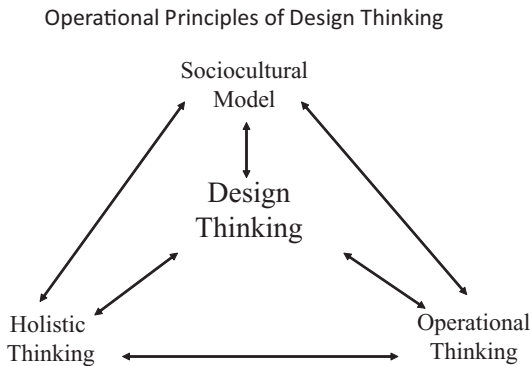 Operational Principles of Design Thinking
Sociocultural
Model
Design
Thinking
Holistic
Thinking
Operational
Thinking